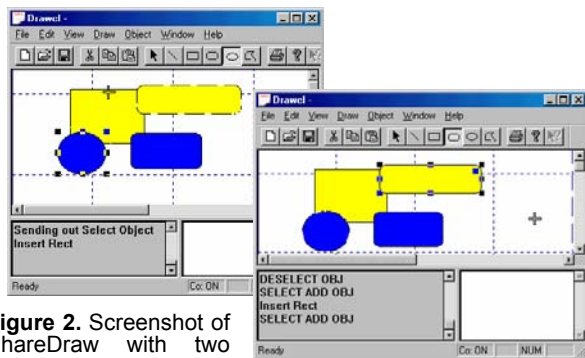 Drawcl -
File Edit View Draw Object Window Help
Sending out Select Object
Insert Rect
Ready
Co: ON
Drawcl -
File Edit View Draw Object Window Help
DESELECT OBJ
SELECT ADD OBJ
Insert Rect
SELECT ADD OBJ
Ready
Co: ON
NUM
igure 2. Screenshot of
hareDraw with two